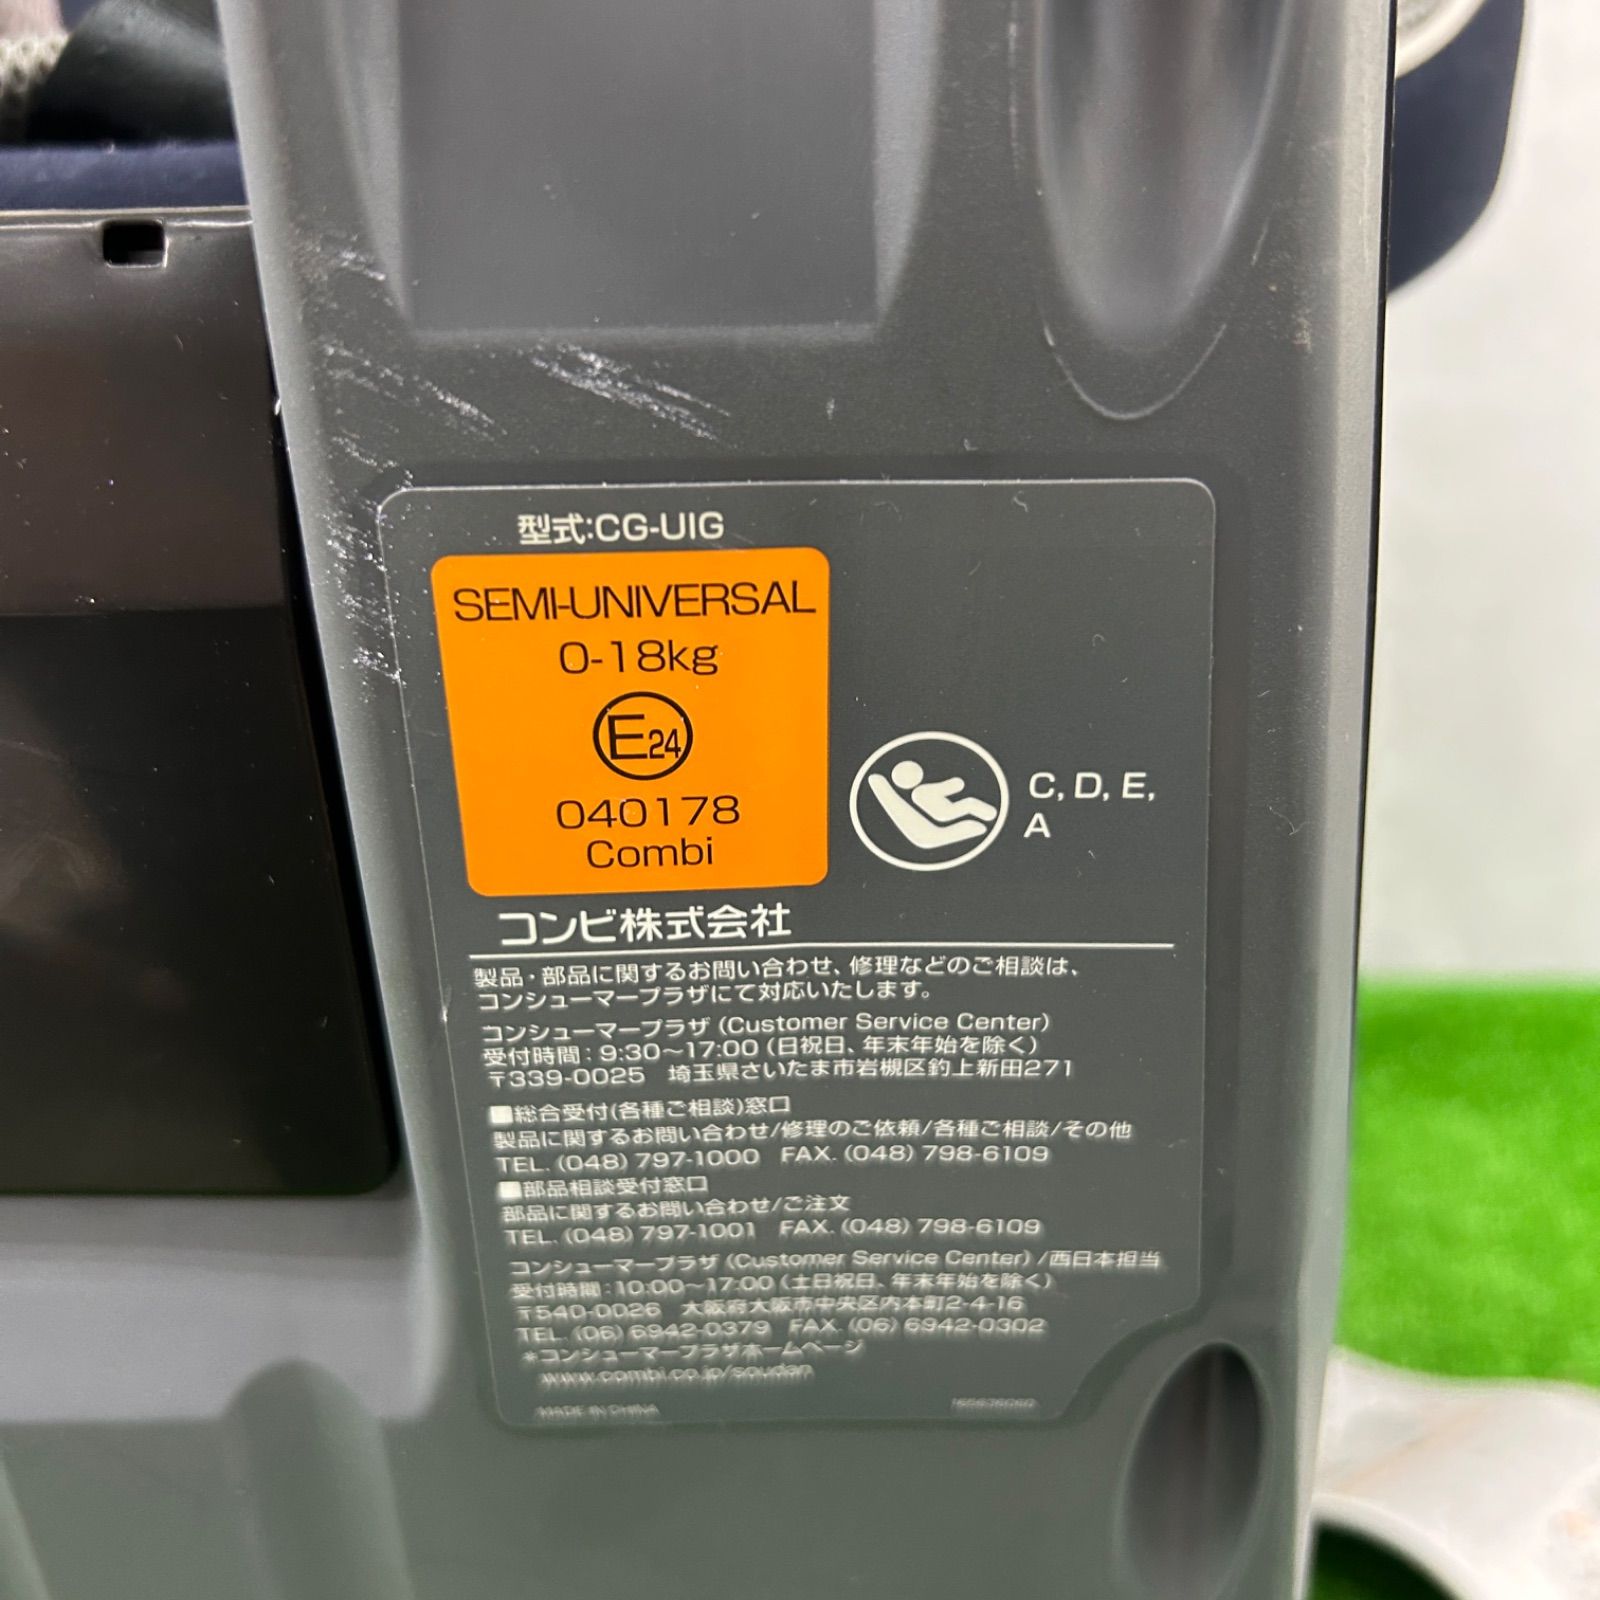 型式:CG-UIG
SEMI-UNIVERSAL
0-18kg
E24
040178
Combi
C, D, E,
A
コンビ株式会社
製品・部品に関するお問い合わせ、修理などのご相談は、
コンシューマープラザにて対応いたします。
コンシューマープラザ (Customer Service Center)
受付時間:9:30～17:00 (日祝日、年末年始を除く)
〒339-0025 埼玉県さいたま市岩槻区釣上新田271
■総合受付(各種ご相談)窓口
製品に関するお問い合わせ/修理のご依頼/各種ご相談/その他
TEL. (048) 797-1000 FAX. (048) 798-6109
■部品相談受付窓口
部品に関するお問い合わせ/ご注文
TEL. (048) 797-1001 FAX. (048) 798-6109
コンシューマープラザ (Customer Service Center) /西日本担当
受付時間:10:00～17:00 (土日祝日、年末年始を除く)
〒540-0026 大阪府大阪市中央区内本町2-4-16
TEL. (06) 6942-0379 FAX. (06) 6942-0302
*コンシューマープラザホームページ
www.combi.co.jp/soudan
MADE IN CHINA